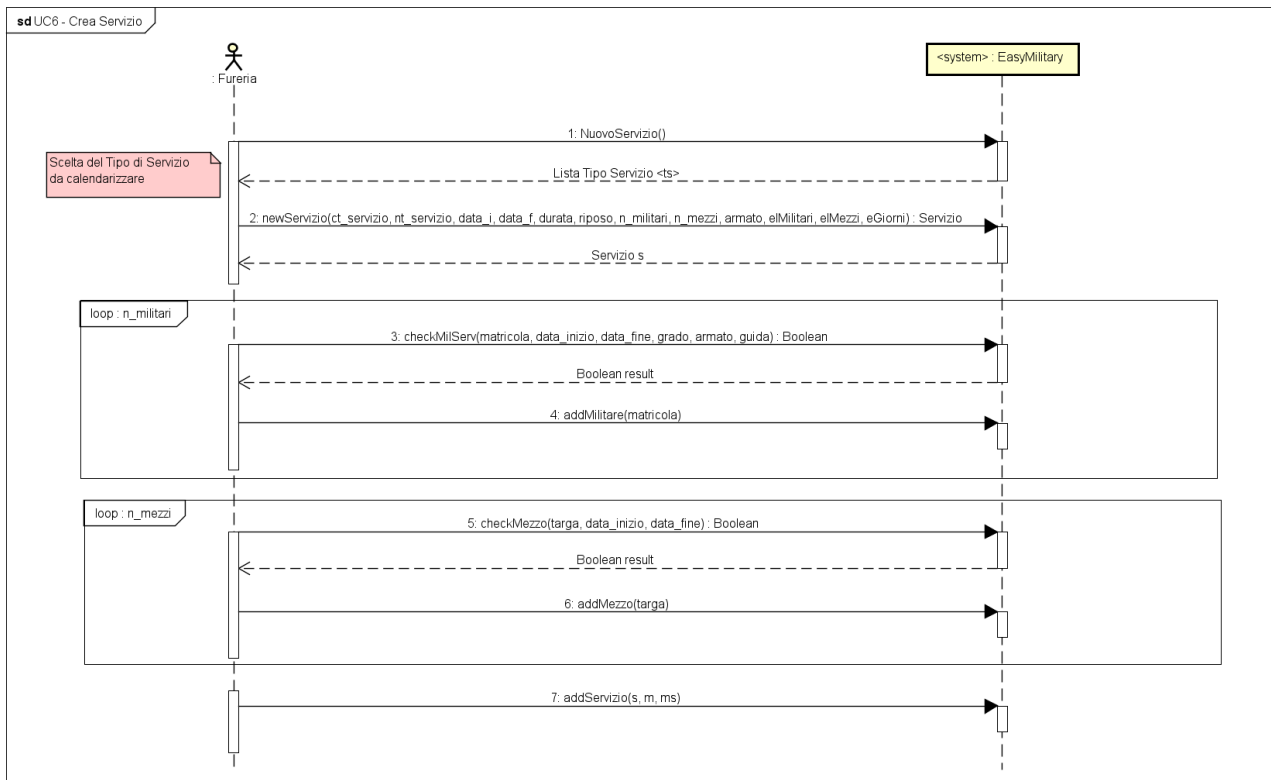 sd UC6 - Crea Servizio
: Fureria
<system> : EasyMilitary
1: NuovoServizio()
Scelta del Tipo di Servizio
da calendarizzare
Lista Tipo Servizio <ts>
2: newServizio(ct_servizio, nt_servizio, data_i, data_f, durata, riposo, n_militari, n_mezzi, armato, elMilitari, elMezzi, eGiorni) : Servizio
Servizio s
loop : n_militari
3: checkMilServ(matricola, data_inizio, data_fine, grado, armato, guida) : Boolean
Boolean result
4: addMilitare(matricola)
loop : n_mezzi
5: checkMezzo(targa, data_inizio, data_fine) : Boolean
Boolean result
6: addMezzo(targa)
7: addServizio(s, m, ms)